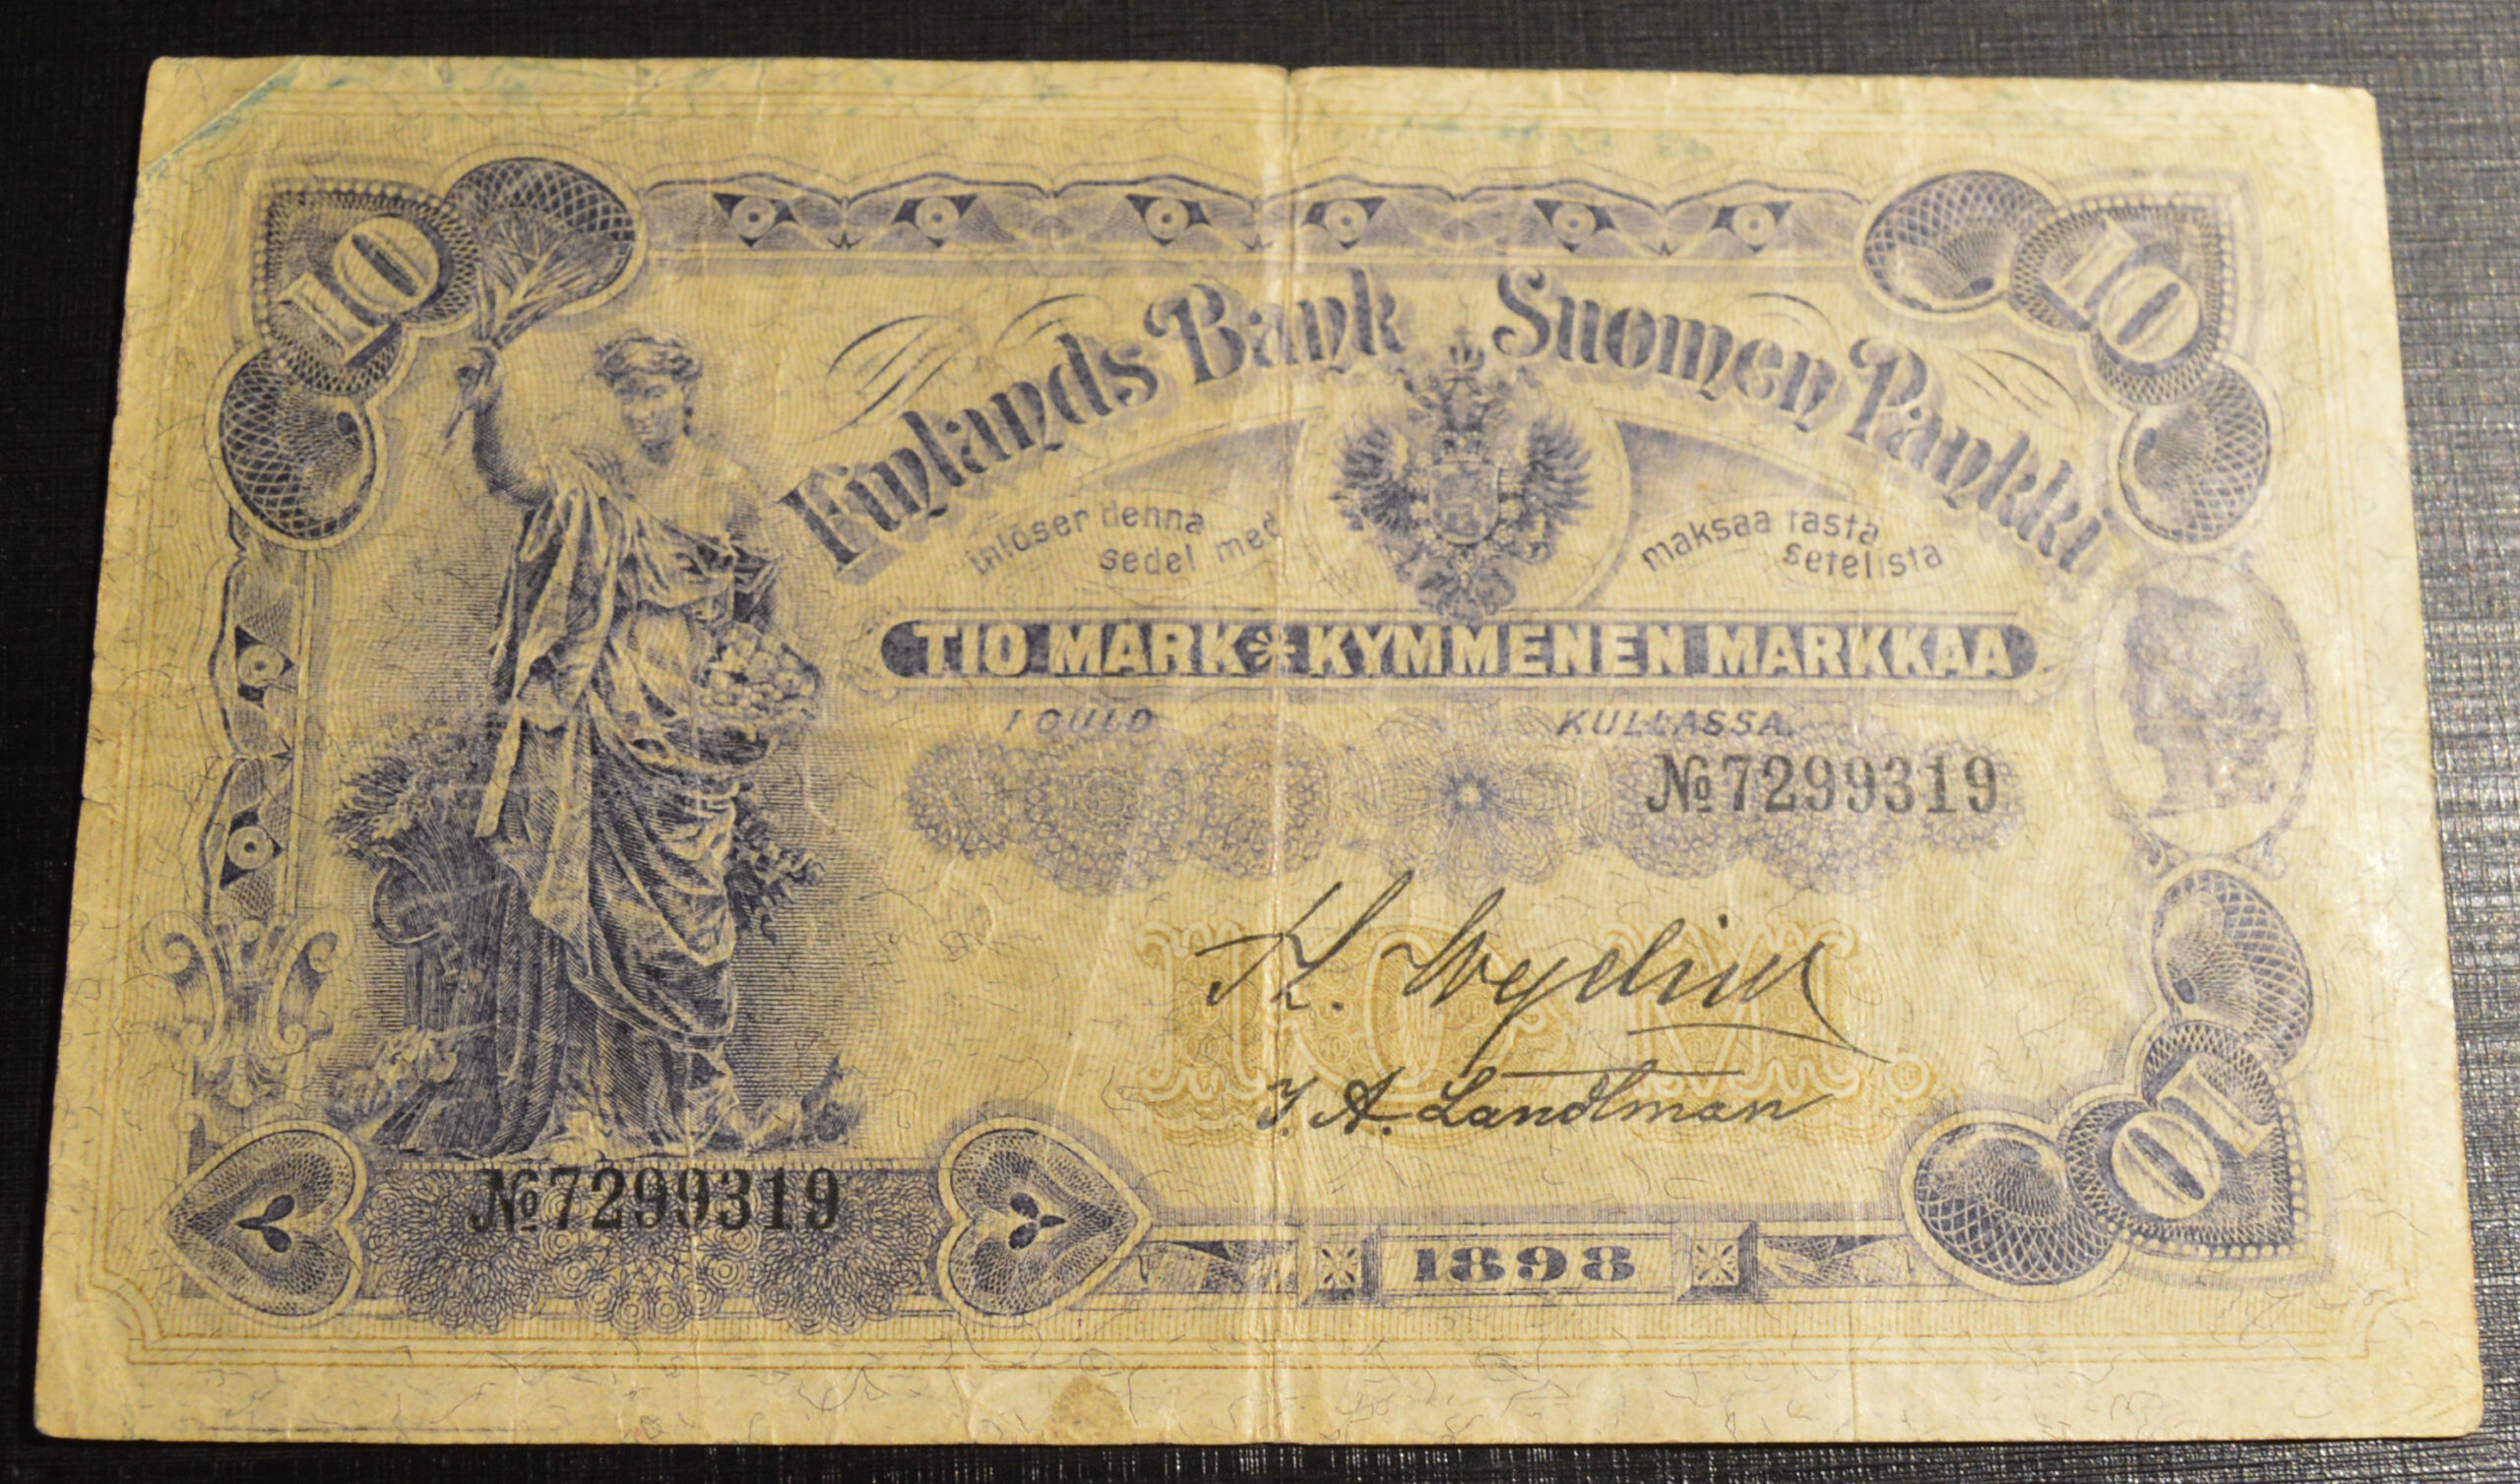 10
10
Finlands Bank Suomen Pankki
inlöser denna
sedel med
maksaa tästä
setelistä
TIO MARK KYMMENEN MARKKAA
I GULD KULLASSA.
№7299319
10 M.
J. A. Landtman
№7299319
1898
10